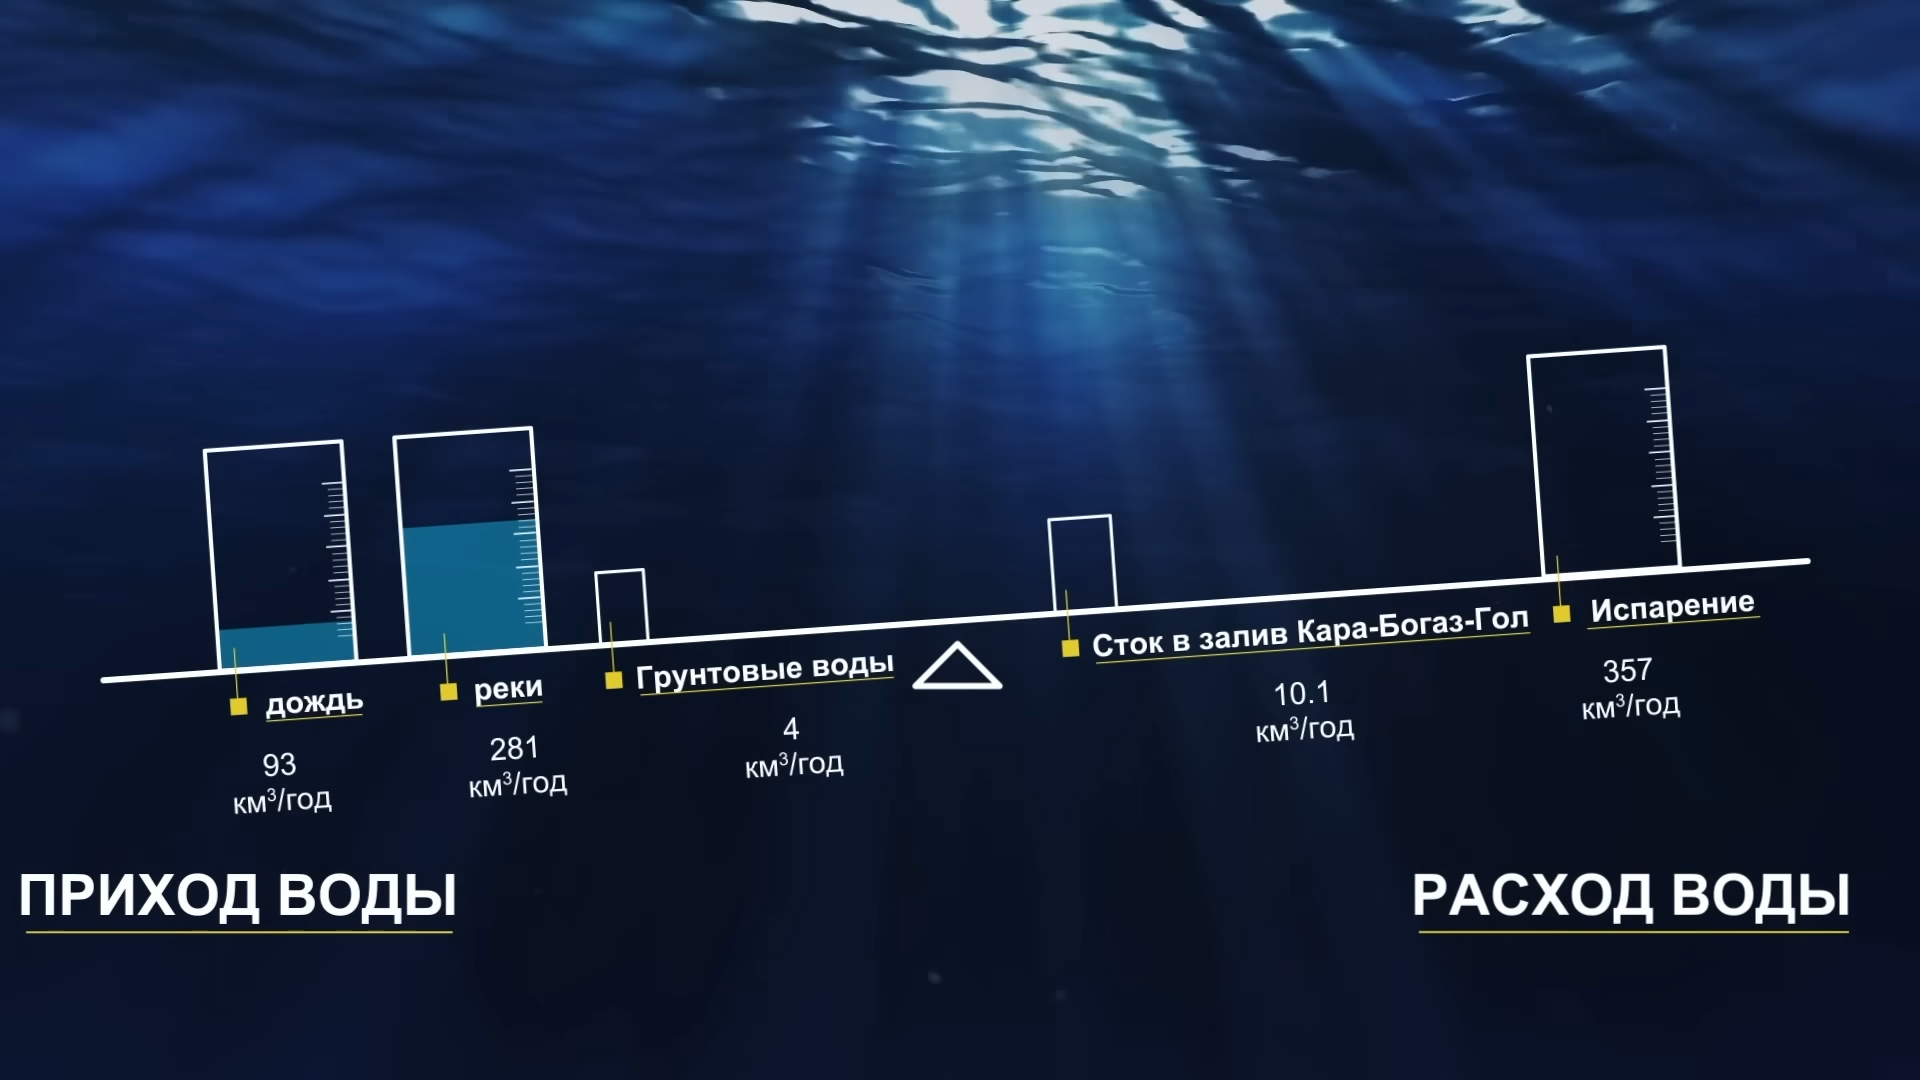 дождь
93
км³/год
реки
281
км³/год
Грунтовые воды
4
км³/год
Сток в залив Кара-Богаз-Гол
10.1
км³/год
Испарение
357
км³/год
ПРИХОД ВОДЫ
РАСХОД ВОДЫ